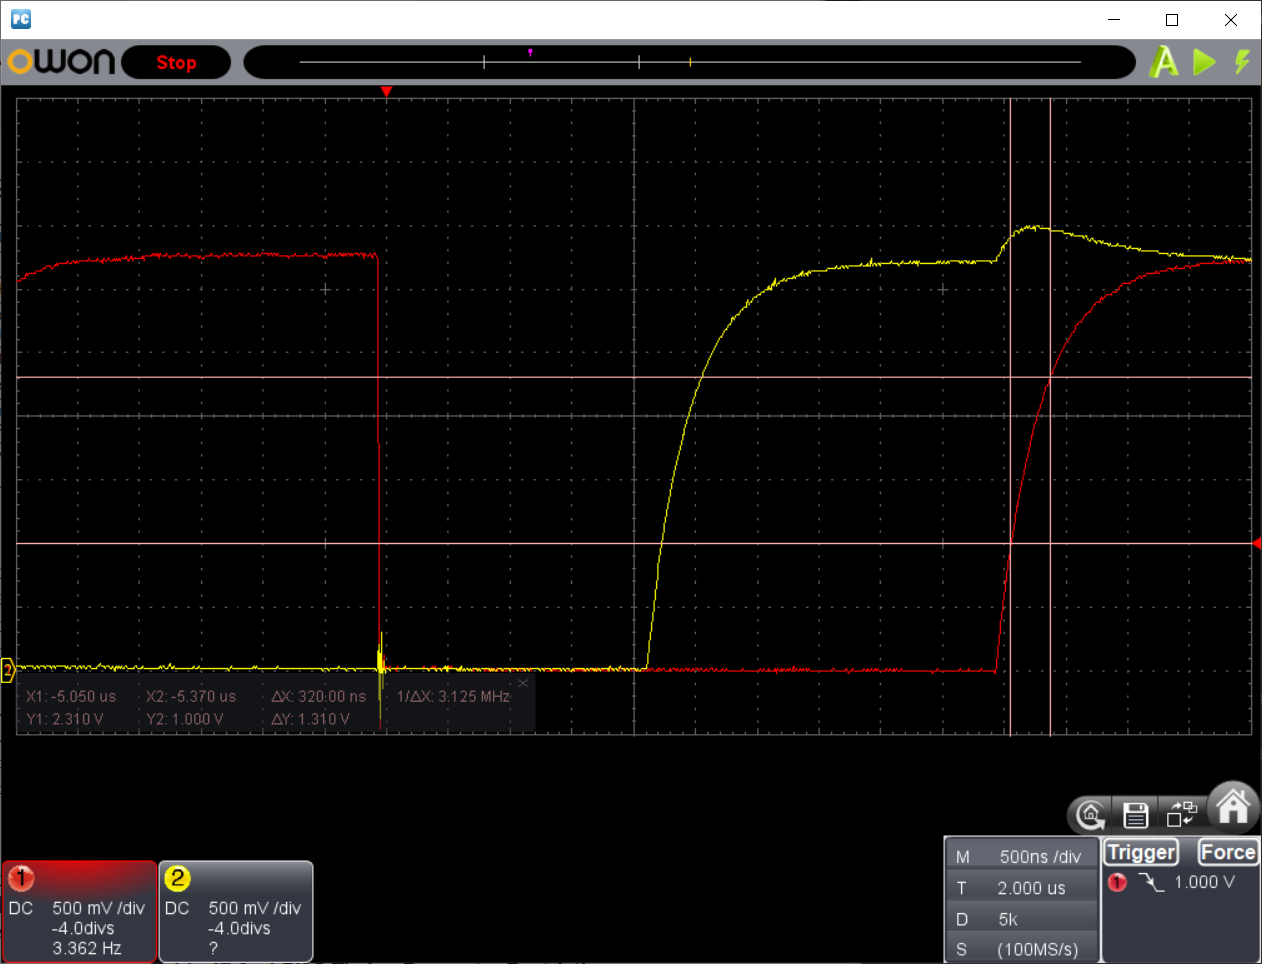 PC
OWON
Stop
A
2
X1: -5.050 us X2: -5.370 us ΔX: 320.00 ns 1/ΔX: 3.125 MHz
Y1: 2.310 V Y2: 1.000 V ΔY: 1.310 V
1
DC 500 mV /div
-4.0divs
3.362 Hz
2
DC 500 mV /div
-4.0divs
?
M 500ns /div
T 2.000 us
D 5k
S (100MS/s)
Trigger Force
1 1.000 V